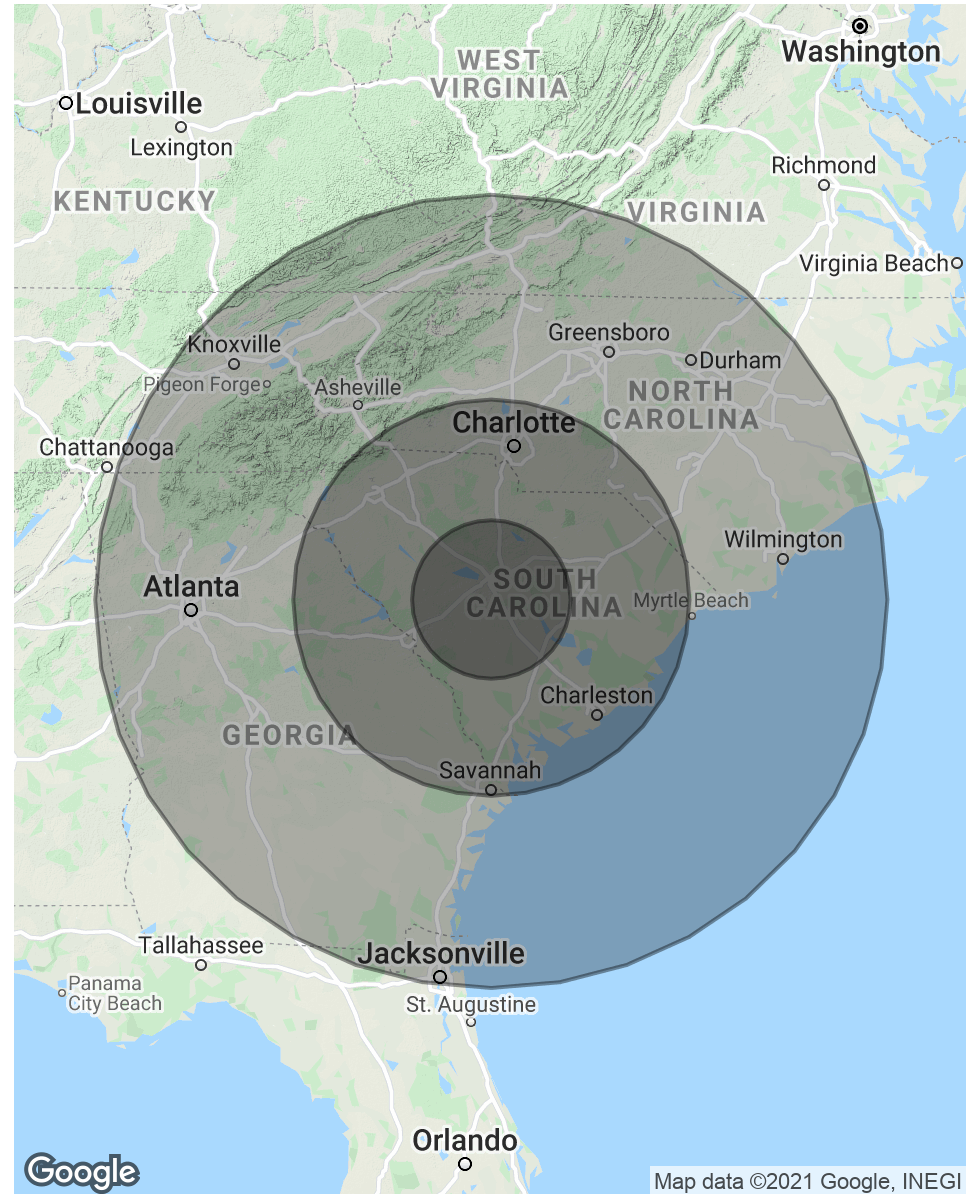 WEST
VIRGINIA
Washington
Louisville
Lexington
Richmond
KENTUCKY
VIRGINIA
Virginia Beach
Greensboro
Knoxville
Durham
Pigeon Forge
Asheville
NORTH
CAROLINA
Charlotte
Chattanooga
Wilmington
Atlanta
SOUTH
CAROLINA
Myrtle Beach
Charleston
GEORGIA
Savannah
Tallahassee
Jacksonville
Panama
City Beach
St. Augustine
Orlando
Google
Map data ©2021 Google, INEGI